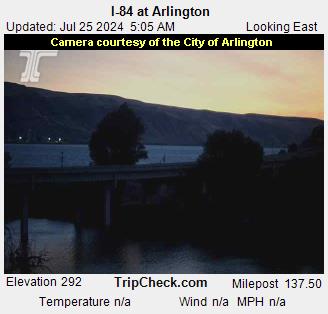 I-84 at Arlington
Updated: Jul 25 2024 5:05 AM Looking East
Camera courtesy of the City of Arlington
Elevation 292 TripCheck.com Milepost 137.50
Temperature n/a Wind n/a MPH n/a